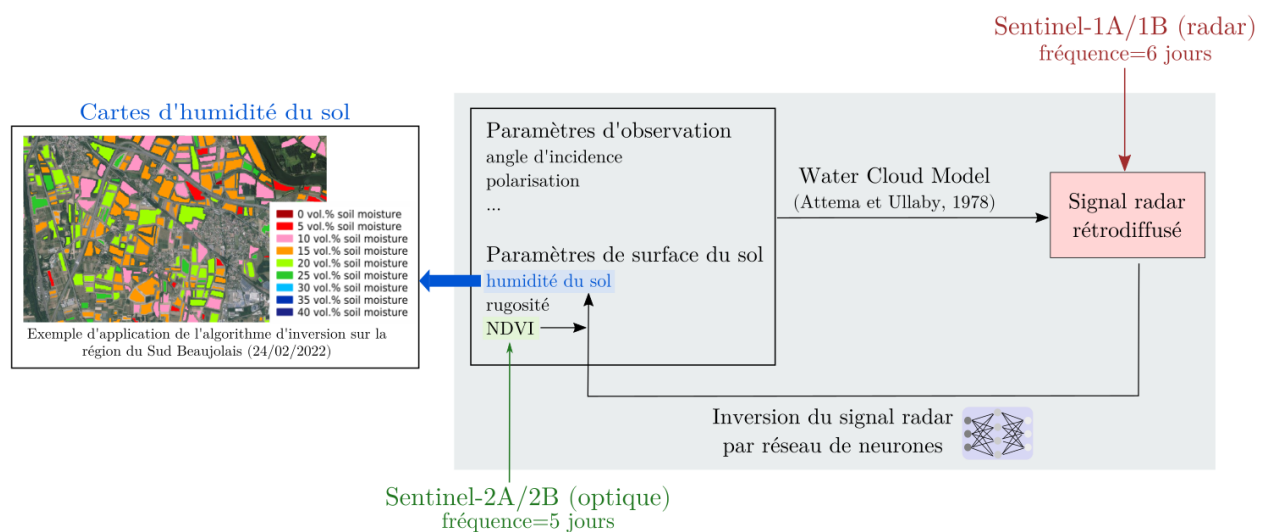 Sentinel-1A/1B (radar)
fréquence=6 jours
Cartes d'humidité du sol
0 vol.% soil moisture
5 vol.% soil moisture
10 vol.% soil moisture
15 vol.% soil moisture
20 vol.% soil moisture
25 vol.% soil moisture
30 vol.% soil moisture
35 vol.% soil moisture
40 vol.% soil moisture
Exemple d'application de l'algorithme d'inversion sur la
région du Sud Beaujolais (24/02/2022)
Paramètres d'observation
angle d'incidence
polarisation
...
Paramètres de surface du sol
humidité du sol
rugosité
NDVI
Water Cloud Model
(Attema et Ullaby, 1978)
Signal radar
rétrodiffusé
Inversion du signal radar
par réseau de neurones
Sentinel-2A/2B (optique)
fréquence=5 jours